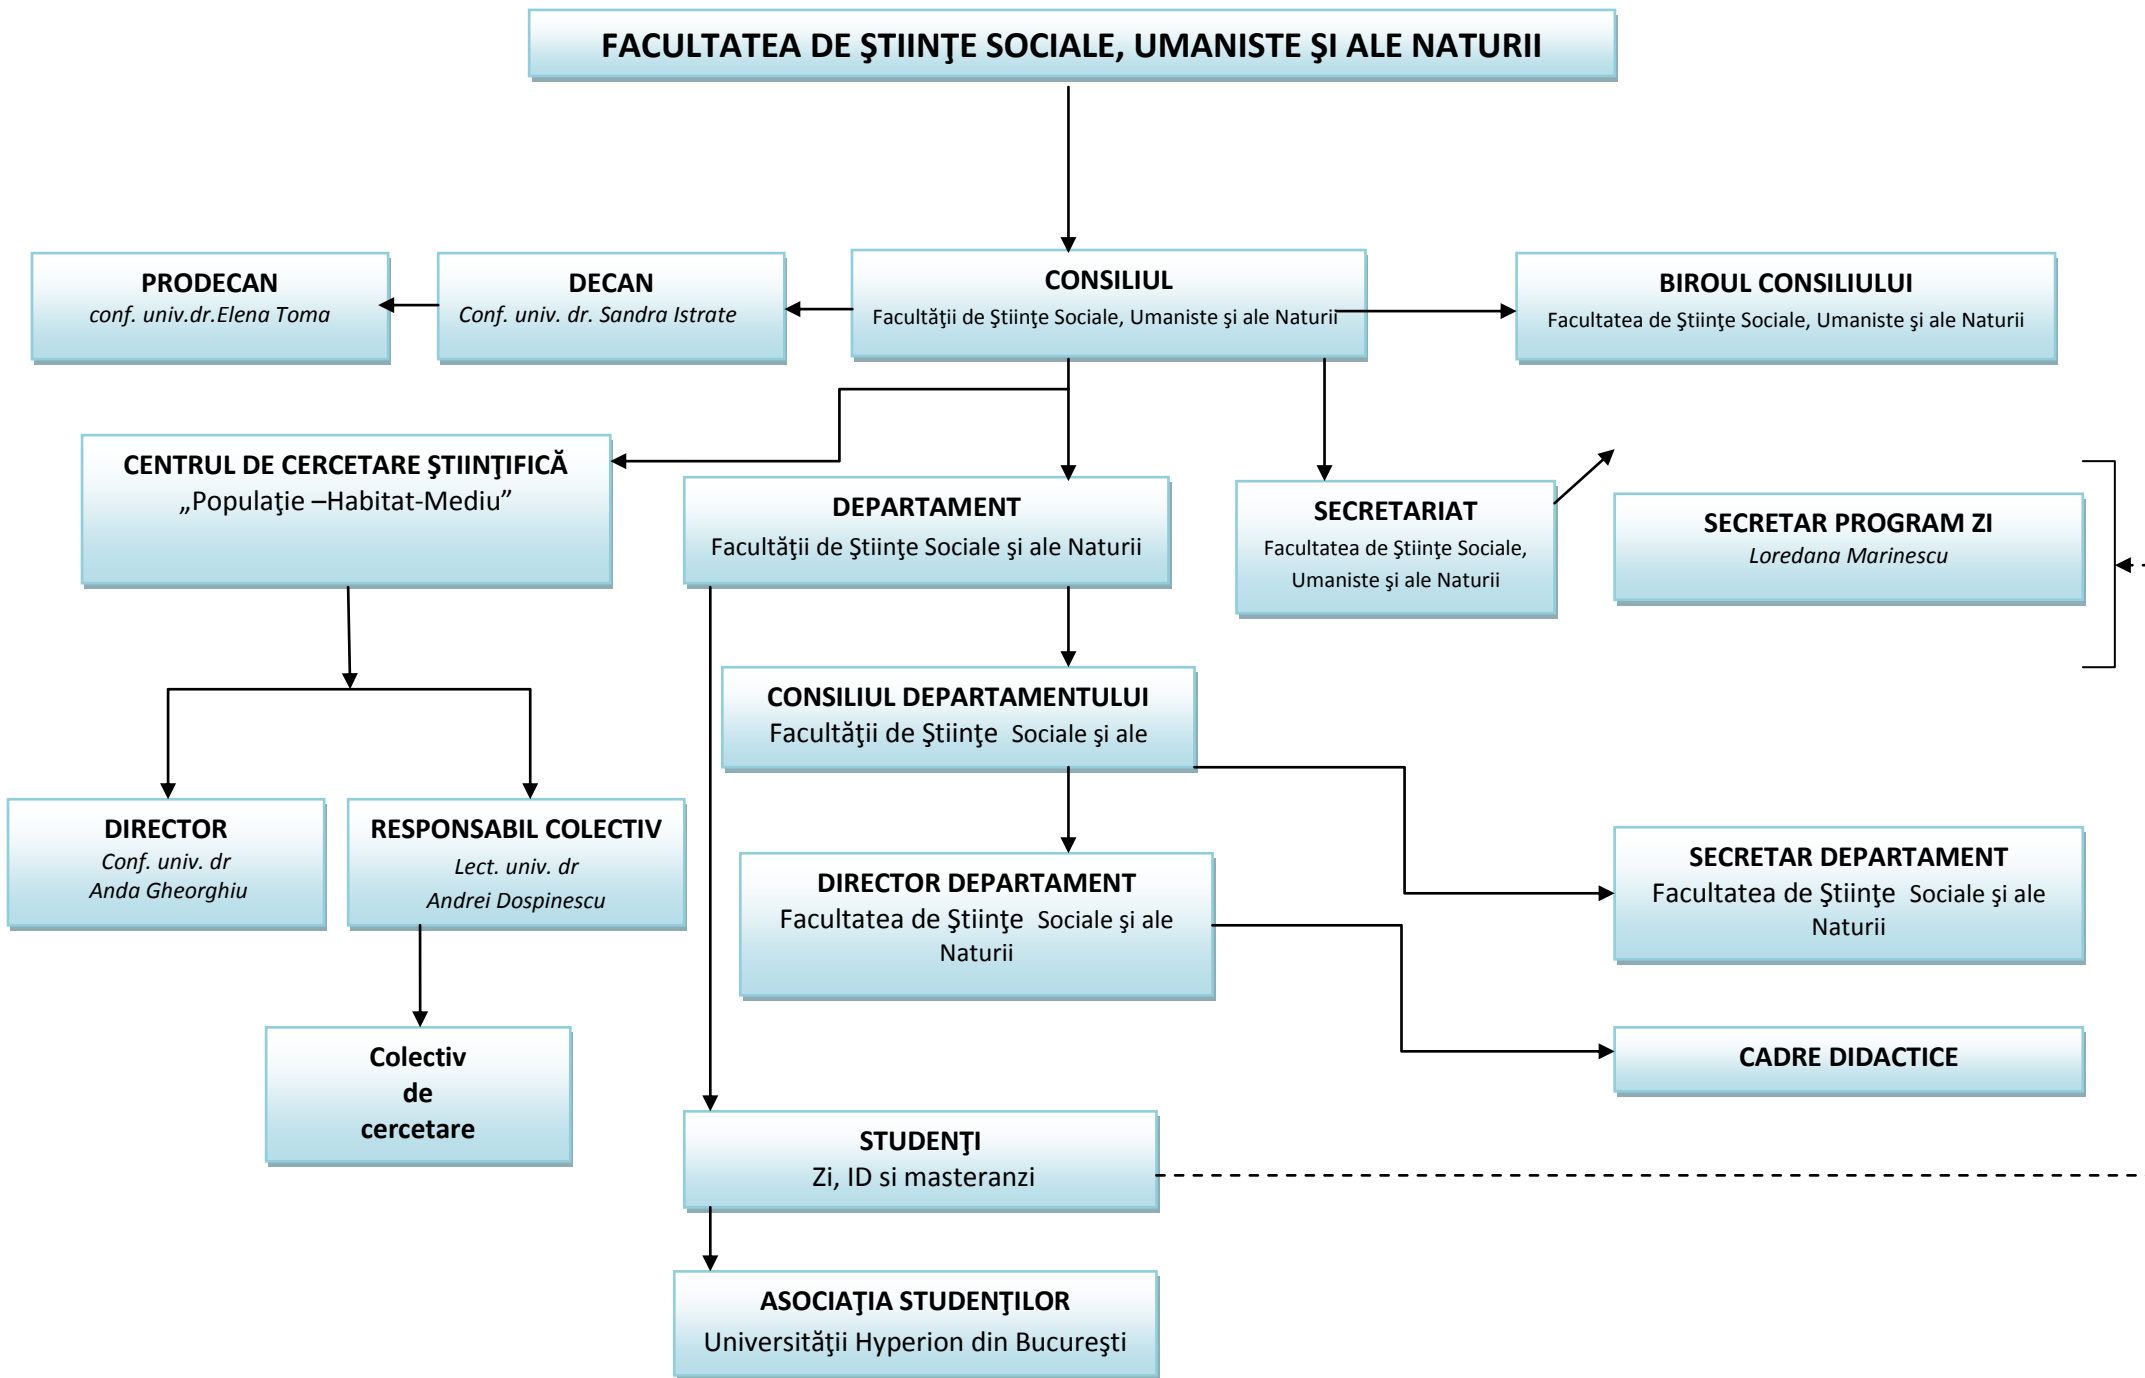 FACULTATEA DE ŞTIINŢE SOCIALE, UMANISTE ŞI ALE NATURII
PRODECAN
conf. univ.dr.Elena Toma
DECAN
Conf. univ. dr. Sandra Istrate
CONSILIUL
Facultăţii de Ştiinţe Sociale, Umaniste şi ale Naturii
BIROUL CONSILIULUI
Facultatea de Ştiinţe Sociale, Umaniste şi ale Naturii
CENTRUL DE CERCETARE ŞTIINŢIFICĂ
„Populaţie –Habitat-Mediu”
DEPARTAMENT
Facultăţii de Ştiinţe Sociale şi ale Naturii
SECRETARIAT
Facultatea de Ştiinţe Sociale,
Umaniste şi ale Naturii
SECRETAR PROGRAM ZI
Loredana Marinescu
CONSILIUL DEPARTAMENTULUI
Facultăţii de Ştiinţe Sociale şi ale
DIRECTOR
Conf. univ. dr
Anda Gheorghiu
RESPONSABIL COLECTIV
Lect. univ. dr
Andrei Dospinescu
DIRECTOR DEPARTAMENT
Facultatea de Ştiinţe Sociale şi ale
Naturii
SECRETAR DEPARTAMENT
Facultatea de Ştiinţe Sociale şi ale
Naturii
Colectiv
de
cercetare
CADRE DIDACTICE
STUDENŢI
Zi, ID si masteranzi
ASOCIAŢIA STUDENŢILOR
Universităţii Hyperion din Bucureşti